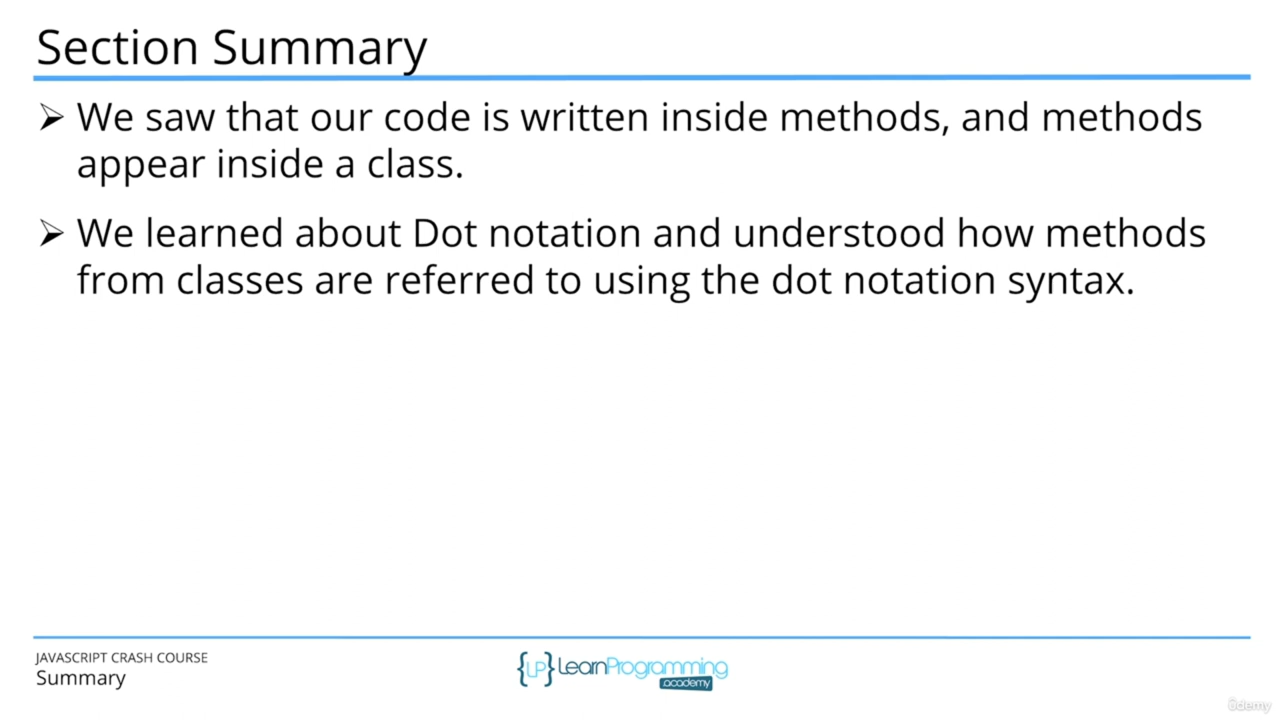 Section Summary
We saw that our code is written inside methods, and methods
appear inside a class.
We learned about Dot notation and understood how methods
from classes are referred to using the dot notation syntax.
JAVASCRIPT CRASH COURSE
Summary
{LP} LearnProgramming
academy
ûdemy